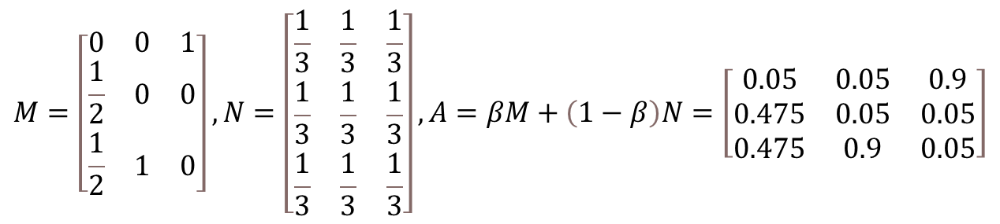 M = [0 0 1; 1/2 0 0; 1/2 1 0], N = [1/3 1/3 1/3; 1/3 1/3 1/3; 1/3 1/3 1/3], A = βM + (1 − β)N = [0.05 0.05 0.9; 0.475 0.05 0.05; 0.475 0.9 0.05]